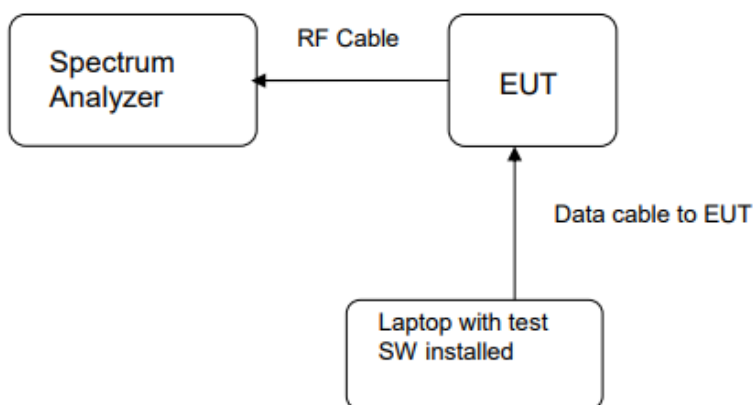 RF Cable
Spectrum
Analyzer
EUT
Data cable to EUT
Laptop with test
SW installed